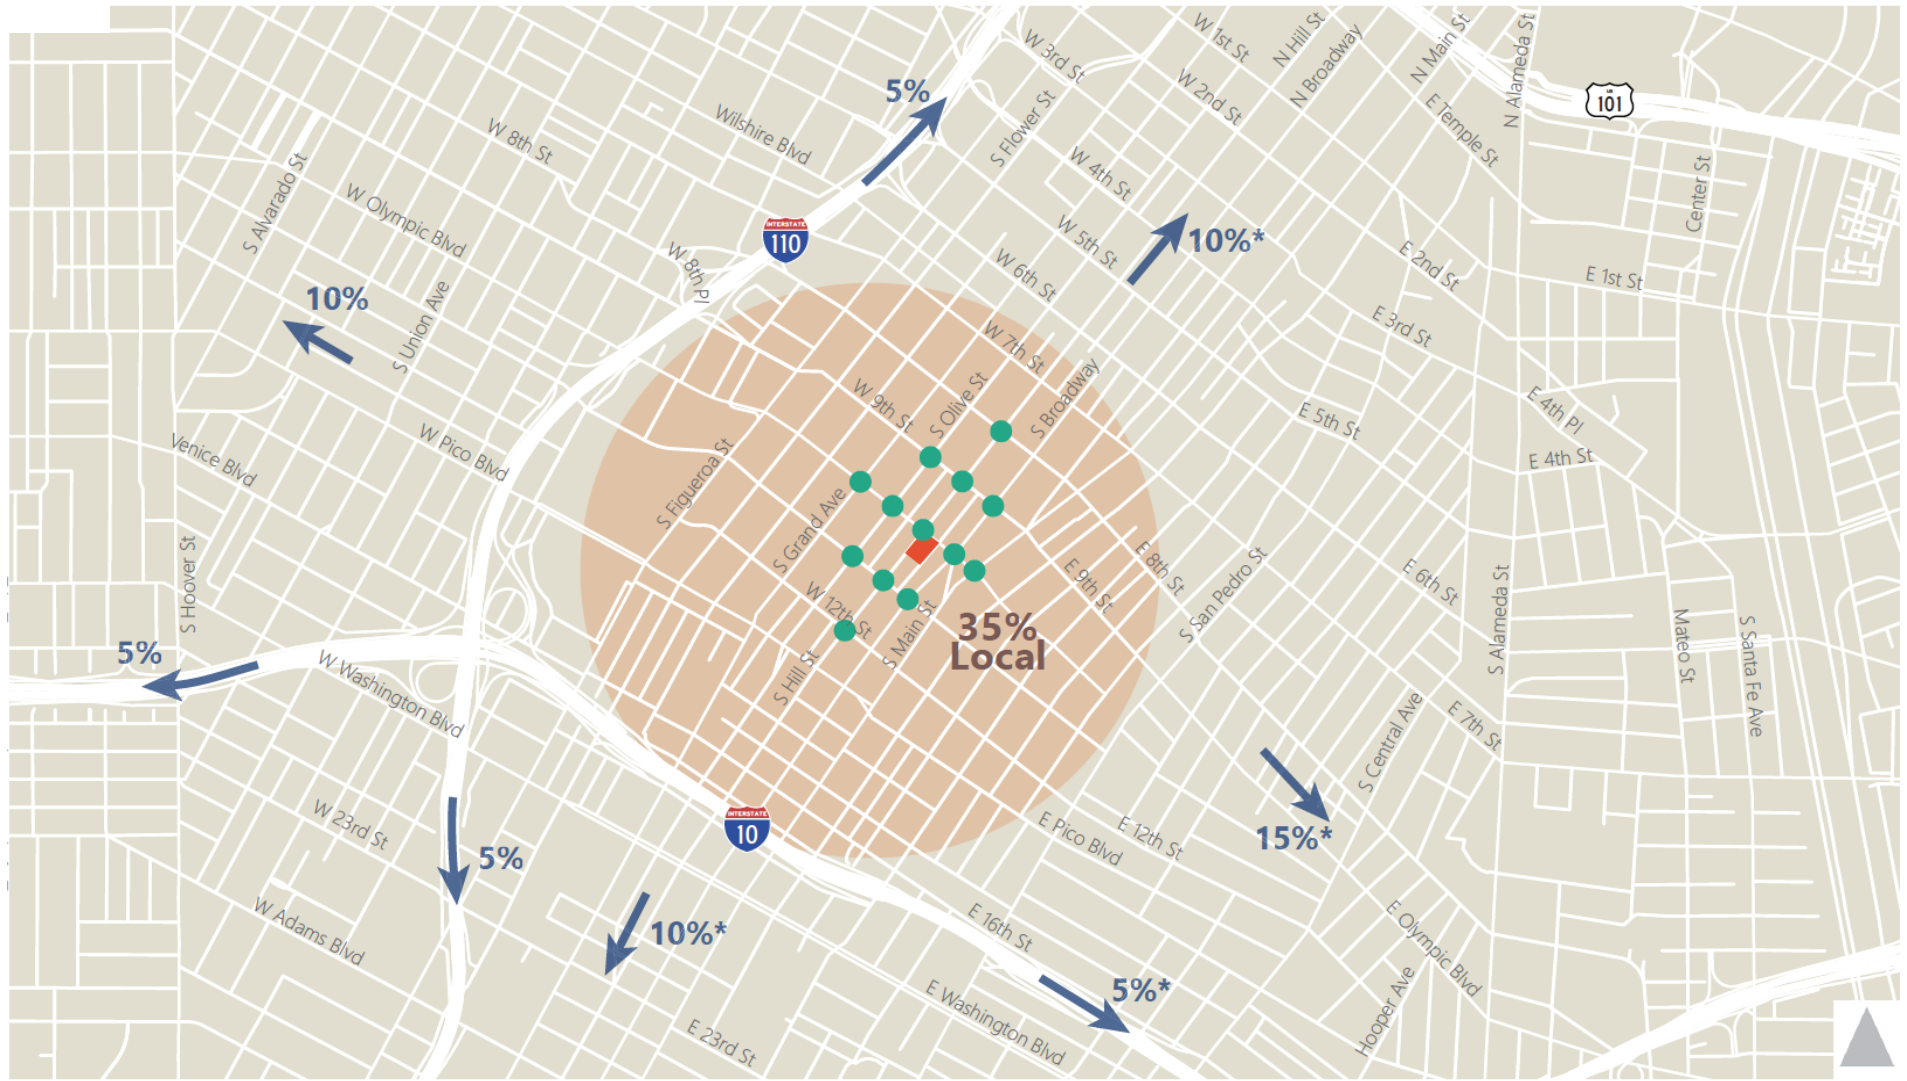 W 1st St
N Hill St
N Broadway
N Main St
N Alameda St
W 3rd St
W 2nd St
5%
US
101
E Temple St
S Flower St
Wilshire Blvd
W 8th St
W 4th St
Center St
S Alvarado St
W Olympic Blvd
INTERSTATE
110
W 5th St
10%*
W 8th Pl
W 6th St
E 2nd St
E 1st St
10%
S Union Ave
E 3rd St
W 7th St
W 9th St
S Olive St
S Broadway
E 5th St
E 4th Pl
E 4th St
Venice Blvd
W Pico Blvd
S Figueroa St
S Grand Ave
S Hoover St
E 8th St
E 9th St
S San Pedro St
E 6th St
S Alameda St
W 12th St
S Main St
35%
Local
Mateo St
S Santa Fe Ave
5%
W Washington Blvd
S Hill St
S Central Ave
E 7th St
INTERSTATE
10
W 23rd St
5%
E Pico Blvd
E 12th St
15%*
W Adams Blvd
10%*
E 16th St
E Olympic Blvd
5%*
E Washington Blvd
Hooper Ave
E 23rd St